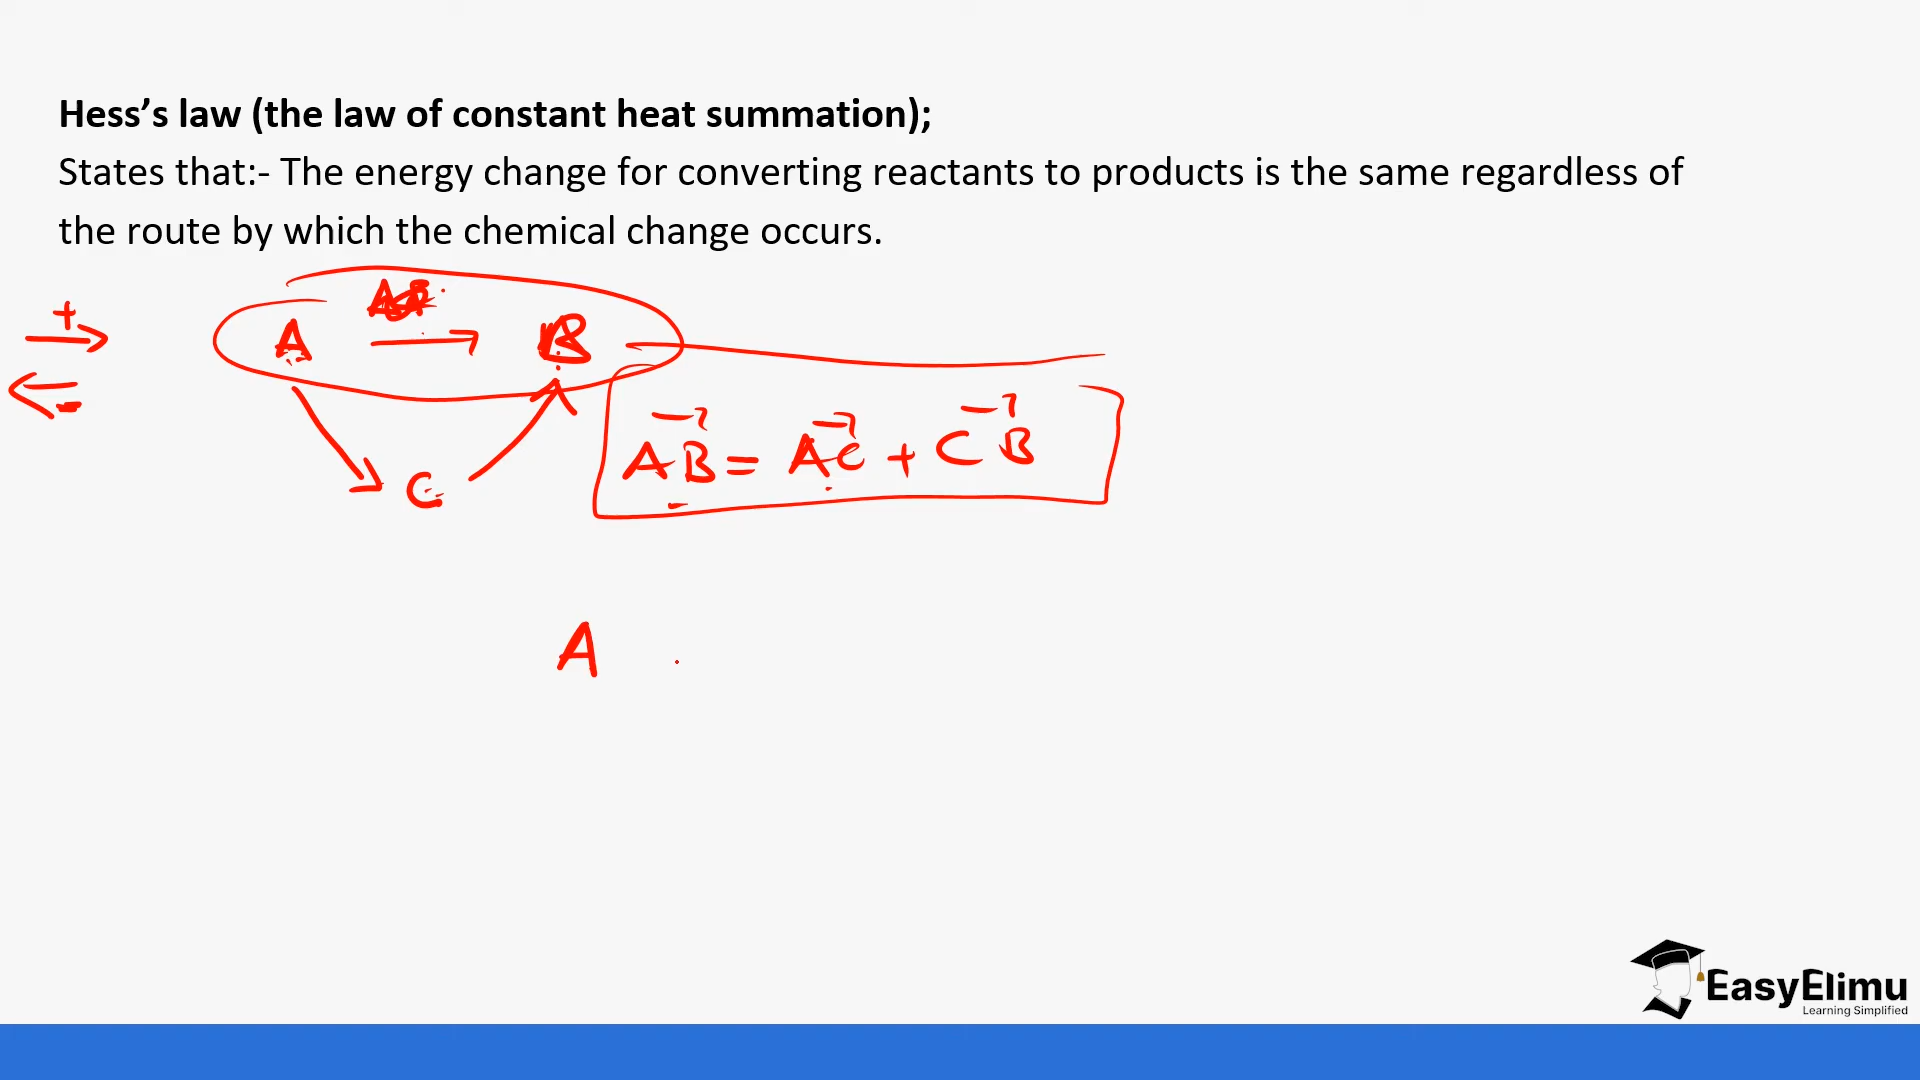 Hess’s law (the law of constant heat summation);
States that:- The energy change for converting reactants to products is the same regardless of
the route by which the chemical change occurs.
+
A → B
← -
AB = AC + CB
C
A
EasyElimu
Learning Simplified